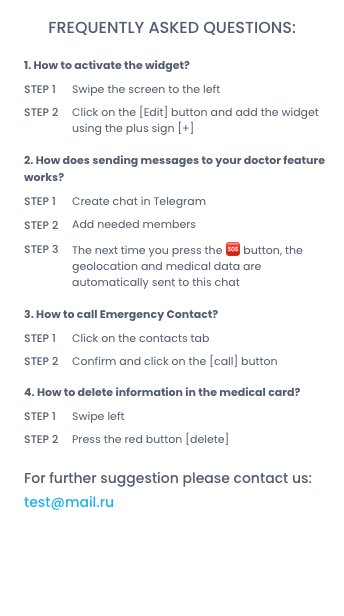 FREQUENTLY ASKED QUESTIONS:
1. How to activate the widget?
STEP 1 Swipe the screen to the left
STEP 2 Click on the [Edit] button and add the widget
using the plus sign [+]
2. How does sending messages to your doctor feature
works?
STEP 1 Create chat in Telegram
STEP 2 Add needed members
STEP 3 The next time you press the SOS button, the
geolocation and medical data are
automatically sent to this chat
3. How to call Emergency Contact?
STEP 1 Click on the contacts tab
STEP 2 Confirm and click on the [call] button
4. How to delete information in the medical card?
STEP 1 Swipe left
STEP 2 Press the red button [delete]
For further suggestion please contact us:
test@mail.ru